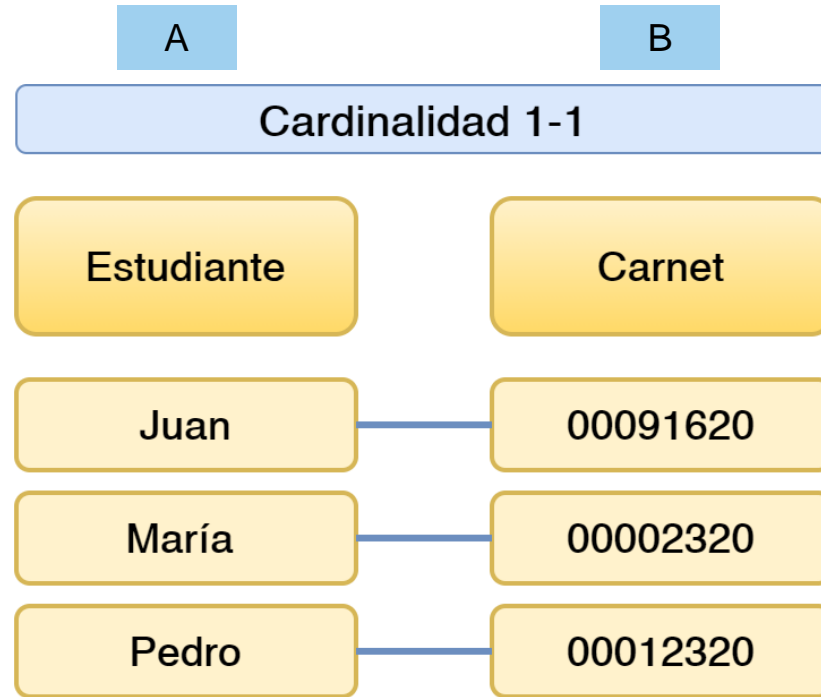 A B
Cardinalidad 1-1
Estudiante Carnet
Juan 00091620
María 00002320
Pedro 00012320